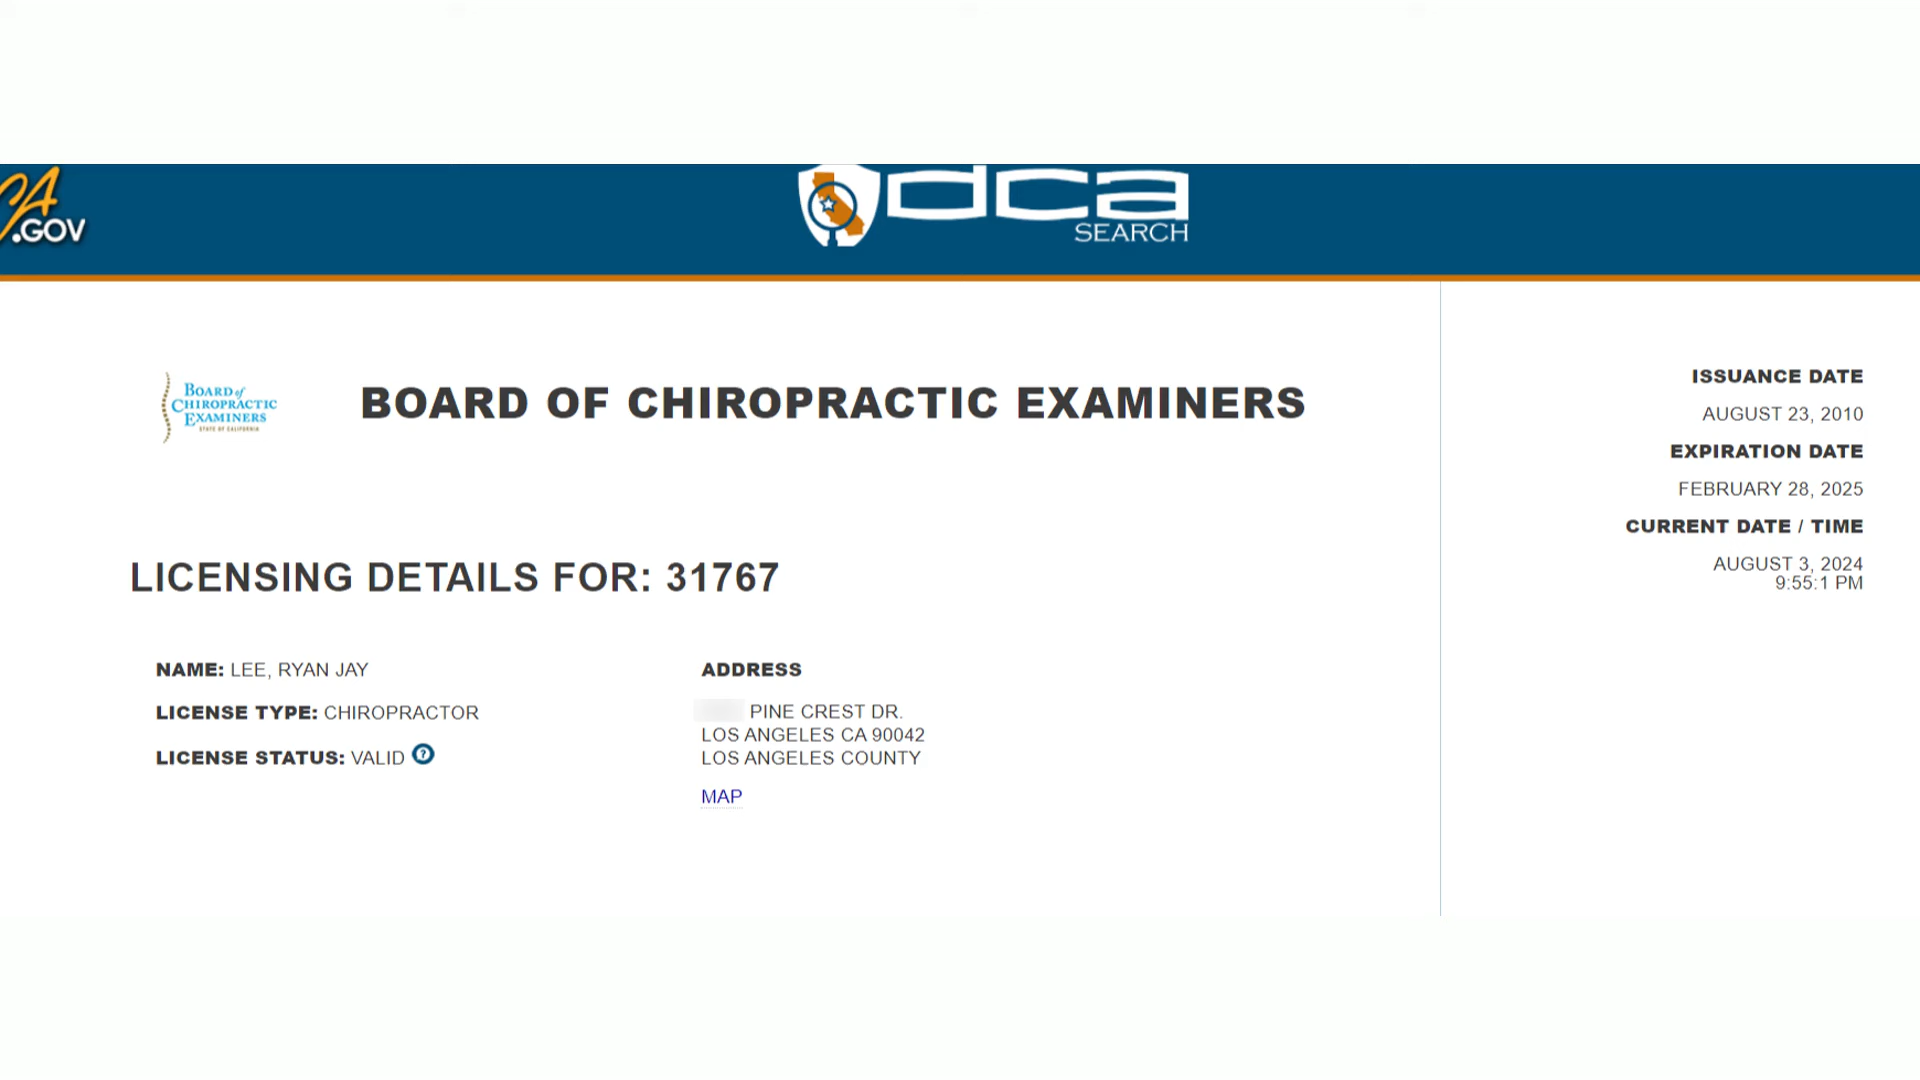 CA
.GOV
dca
SEARCH
BOARD of
CHIROPRACTIC
EXAMINERS
STATE OF CALIFORNIA
BOARD OF CHIROPRACTIC EXAMINERS
LICENSING DETAILS FOR: 31767
NAME: LEE, RYAN JAY
LICENSE TYPE: CHIROPRACTOR
LICENSE STATUS: VALID ?
ADDRESS
PINE CREST DR.
LOS ANGELES CA 90042
LOS ANGELES COUNTY
MAP
ISSUANCE DATE
AUGUST 23, 2010
EXPIRATION DATE
FEBRUARY 28, 2025
CURRENT DATE / TIME
AUGUST 3, 2024
9:55:1 PM